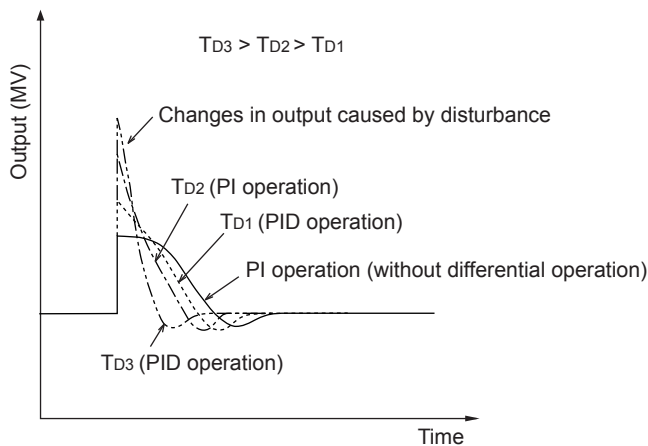 TD3 > TD2 > TD1
Output (MV)
Changes in output caused by disturbance
TD2 (PI operation)
TD1 (PID operation)
PI operation (without differential operation)
TD3 (PID operation)
Time